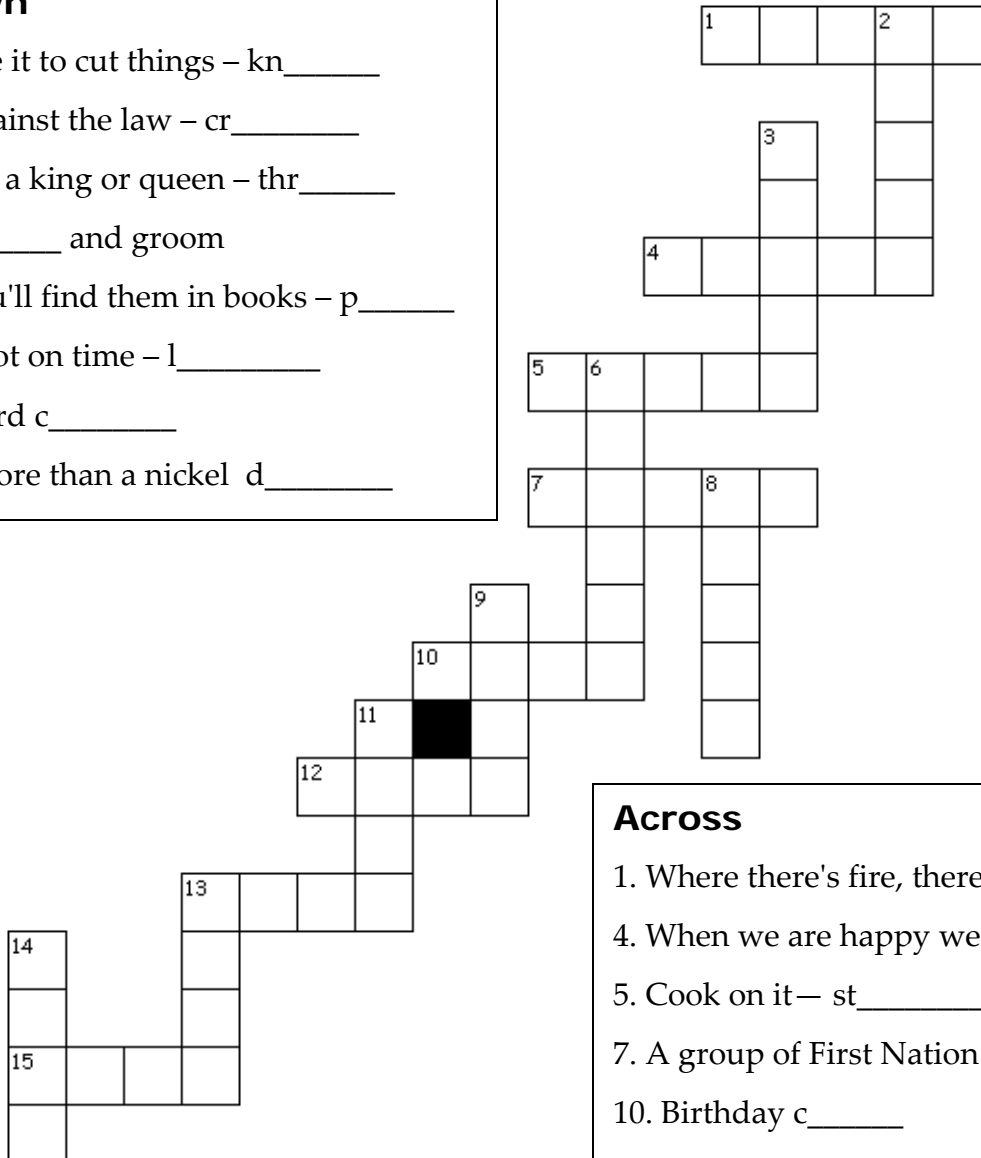 e it to cut things – kn______
ainst the law – cr________
a king or queen – thr______
____ and groom
u'll find them in books – p______
ot on time – l_________
rd c________
ore than a nickel d________
1 2
3
4
5 6
7 8
9
10
11
12
13
14
15
Across
1. Where there's fire, there
4. When we are happy we
5. Cook on it— st________
7. A group of First Nation
10. Birthday c______